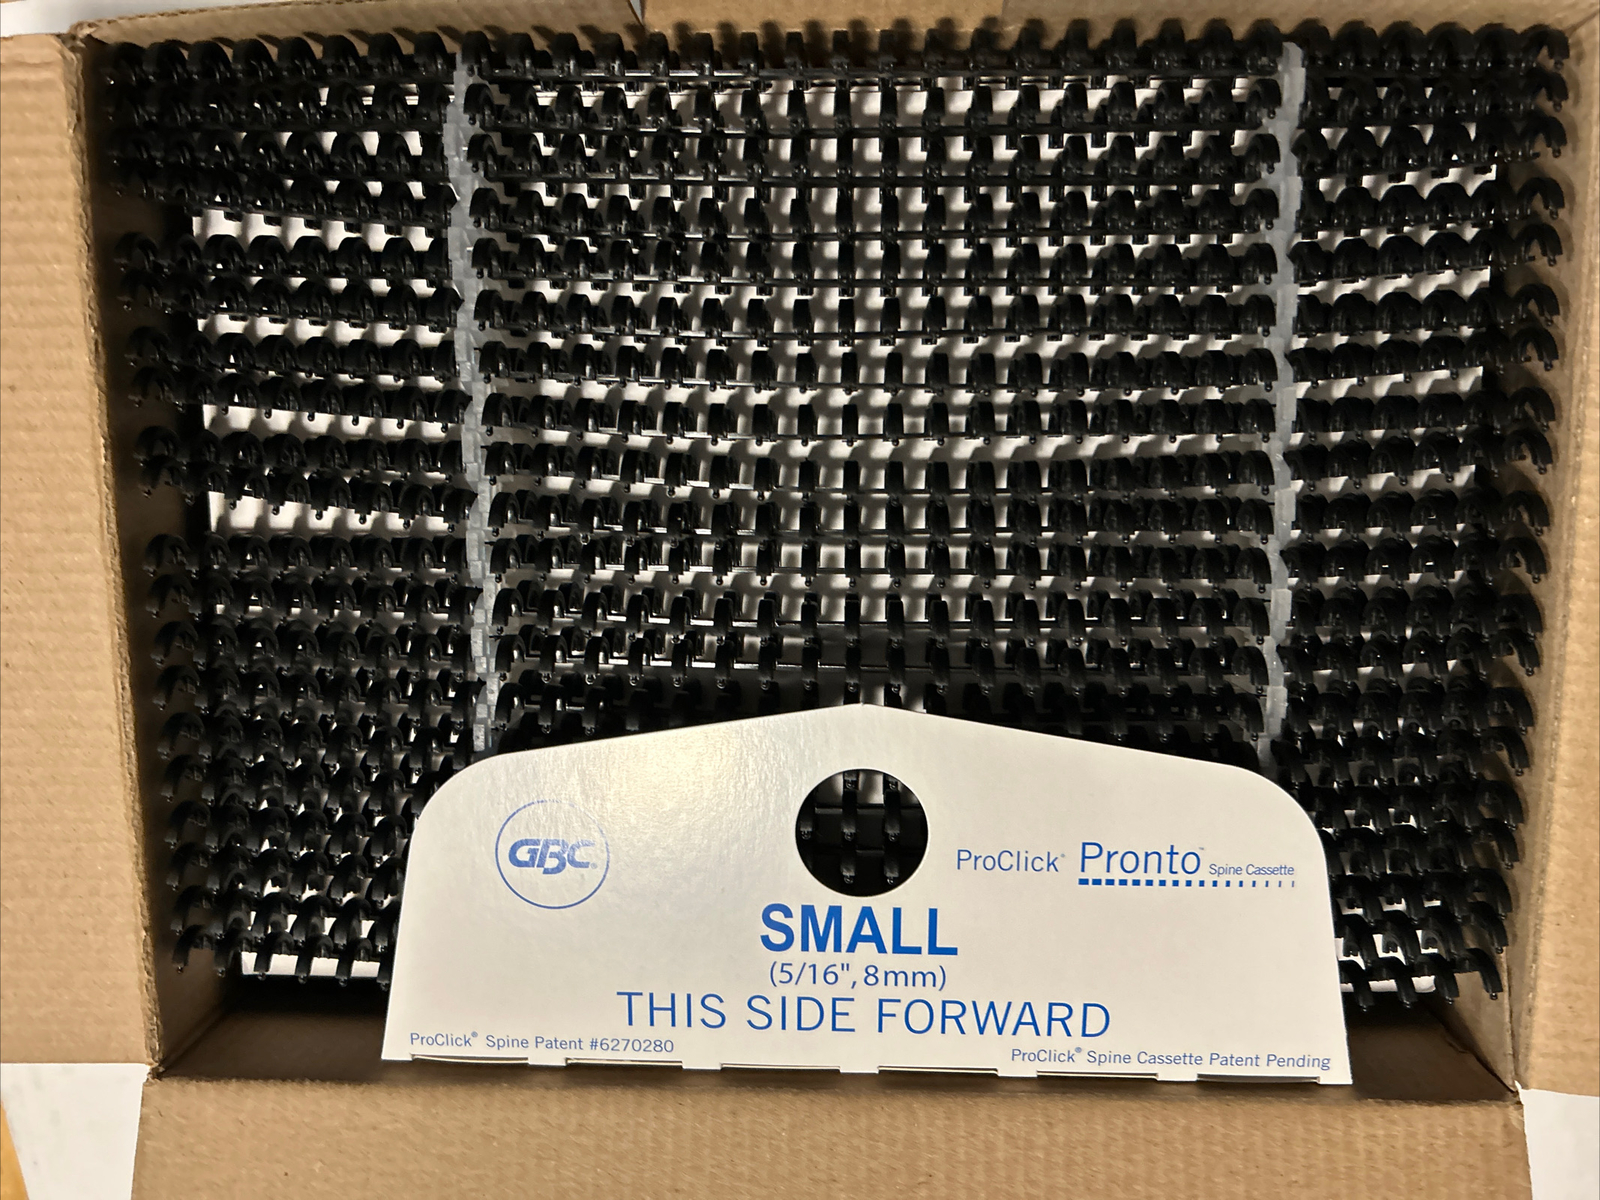 GBC®
ProClick® Pronto™ Spine Cassette
SMALL
(5/16", 8mm)
THIS SIDE FORWARD
ProClick® Spine Patent #6270280
ProClick® Spine Cassette Patent Pending